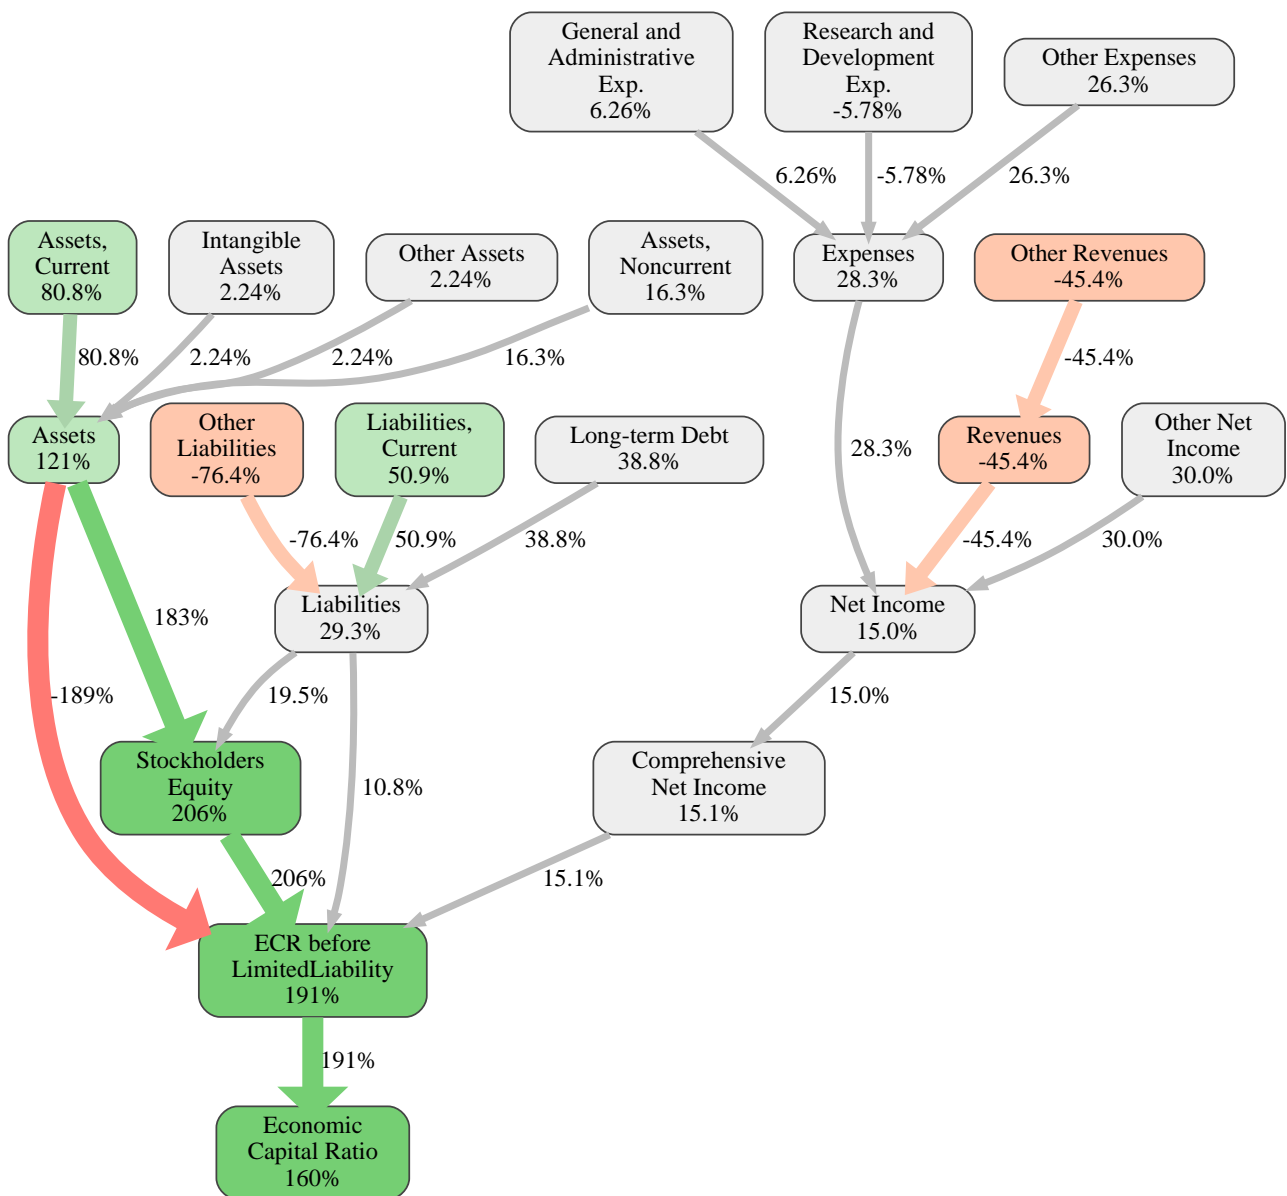 General and
Administrative
Exp.
6.26%
Research and
Development
Exp.
-5.78%
Other Expenses
26.3%
6.26%
-5.78%
26.3%
Assets,
Current
80.8%
Intangible
Assets
2.24%
Other Assets
2.24%
Assets,
Noncurrent
16.3%
Expenses
28.3%
Other Revenues
-45.4%
80.8%
2.24%
2.24%
16.3%
-45.4%
Assets
121%
Other
Liabilities
-76.4%
Liabilities,
Current
50.9%
Long-term Debt
38.8%
28.3%
Revenues
-45.4%
Other Net
Income
30.0%
-76.4%
50.9%
38.8%
-45.4%
30.0%
183%
Liabilities
29.3%
Net Income
15.0%
-189%
19.5%
15.0%
Stockholders
Equity
206%
10.8%
Comprehensive
Net Income
15.1%
206%
15.1%
ECR before
LimitedLiability
191%
191%
Economic
Capital Ratio
160%